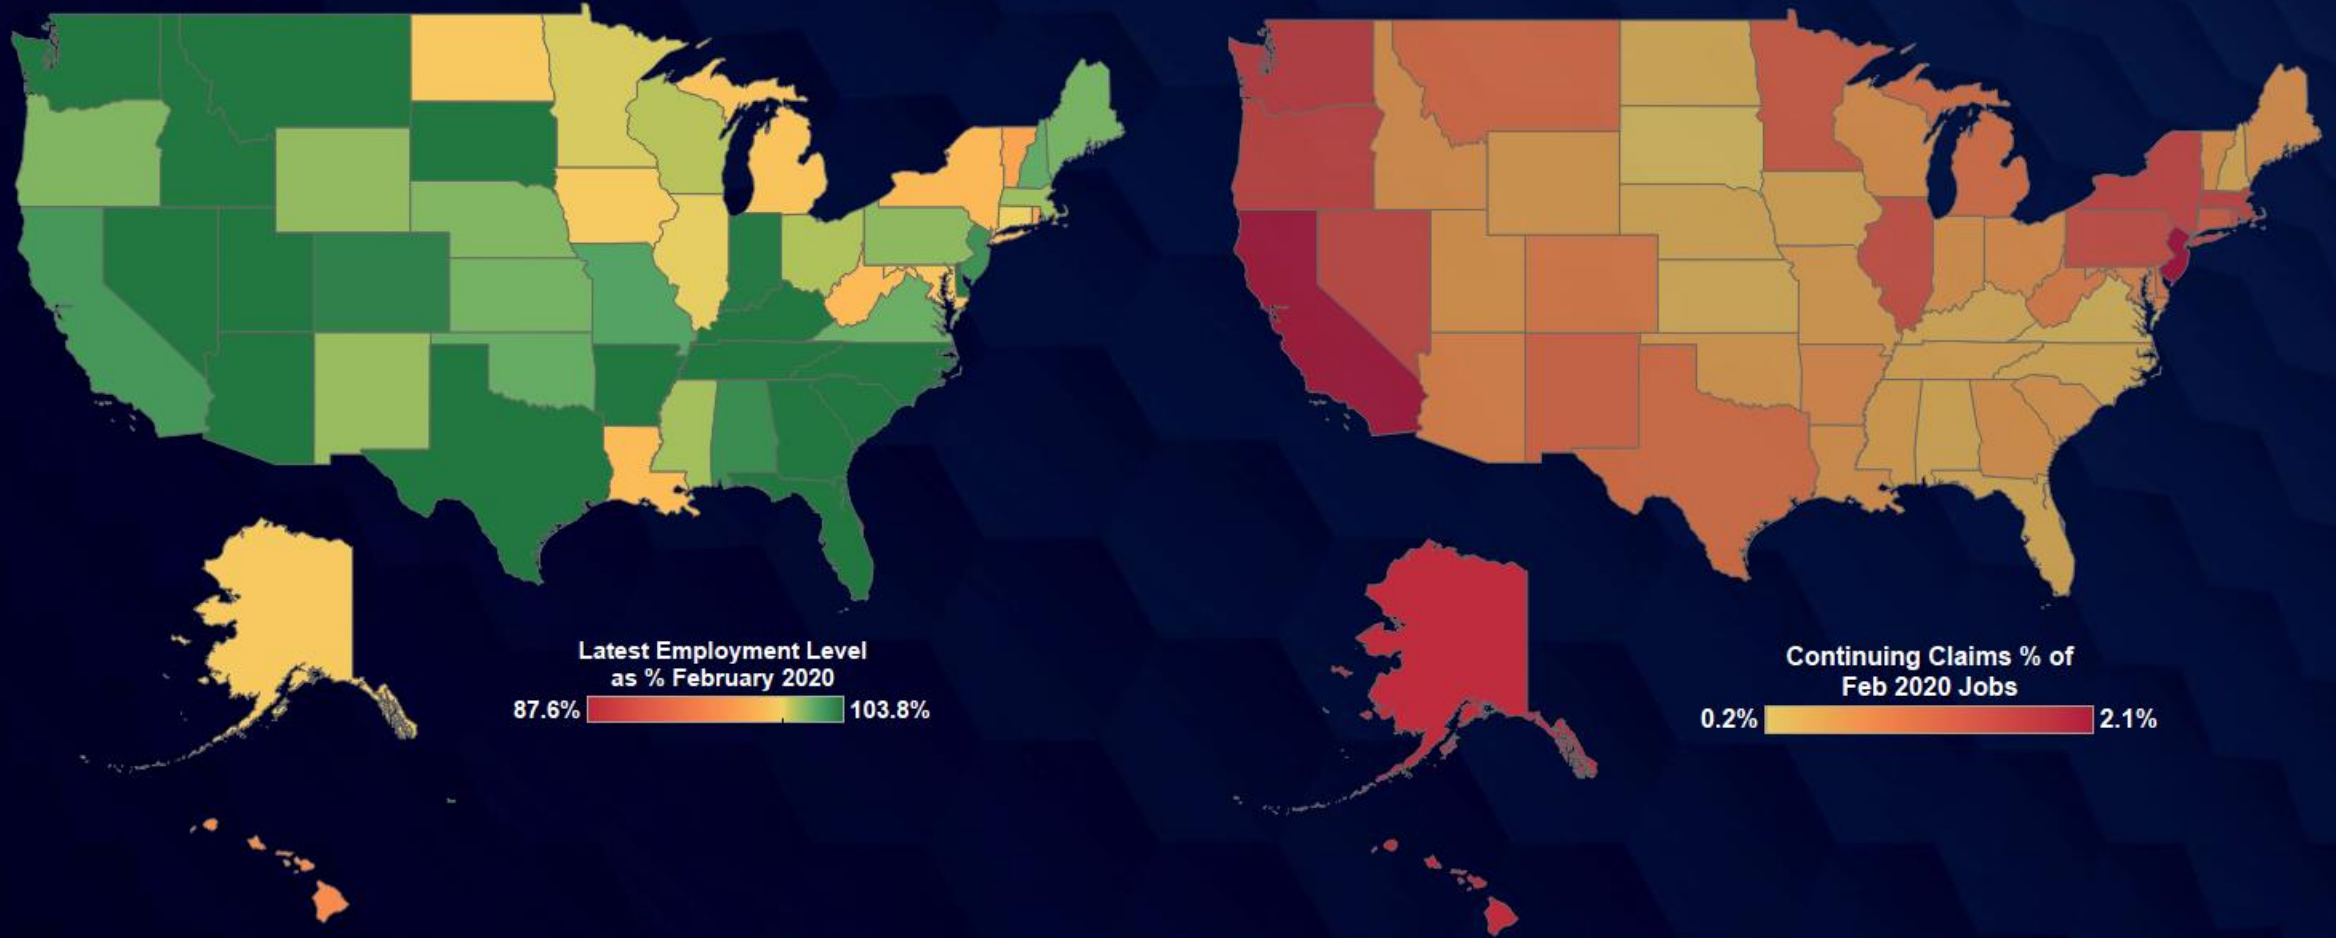 Latest Employment Level
as % February 2020
87.6% 103.8%
Continuing Claims % of
Feb 2020 Jobs
0.2% 2.1%